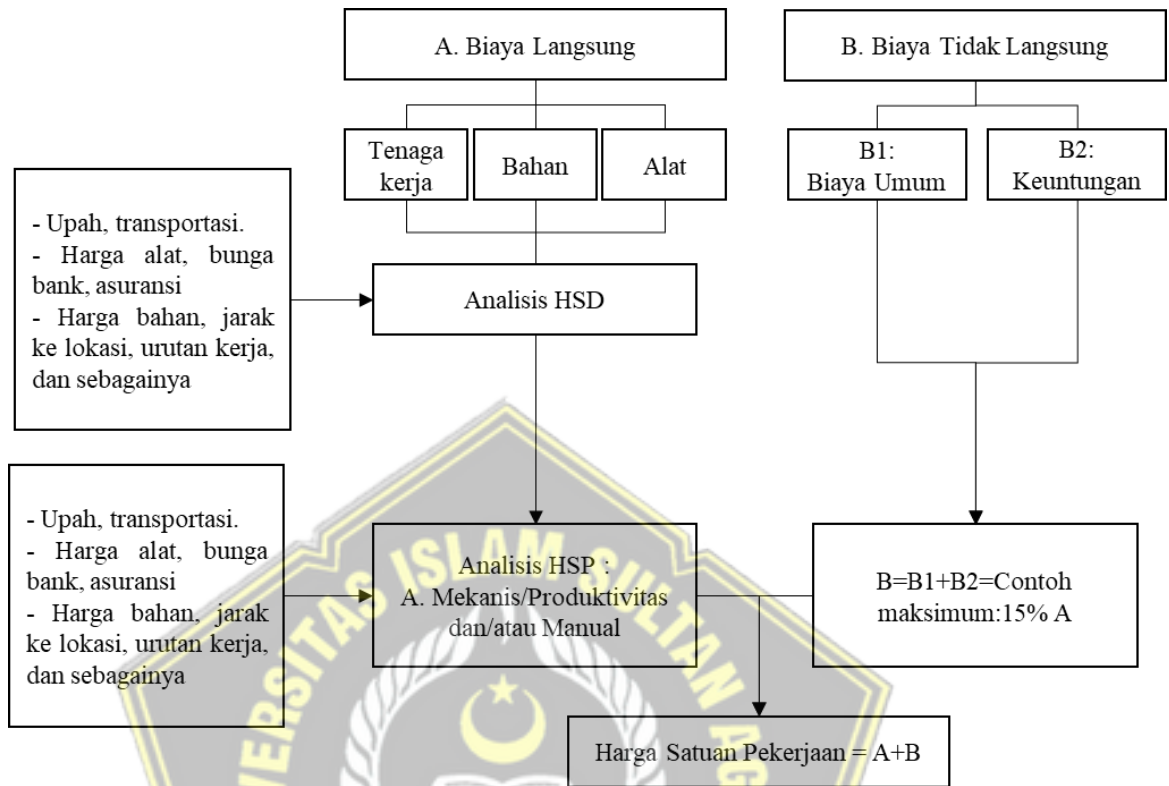 A. Biaya Langsung
B. Biaya Tidak Langsung
Tenaga
kerja
Bahan
Alat
B1:
Biaya Umum
B2:
Keuntungan
- Upah, transportasi.
- Harga alat, bunga
bank, asuransi
- Harga bahan, jarak
ke lokasi, urutan kerja,
dan sebagainya
Analisis HSD
- Upah, transportasi.
- Harga alat, bunga
bank, asuransi
- Harga bahan, jarak
ke lokasi, urutan kerja,
dan sebagainya
Analisis HSP :
A. Mekanis/Produktivitas
dan/atau Manual
B=B1+B2=Contoh
maksimum:15% A
Harga Satuan Pekerjaan = A+B
ISLAM SULTAN